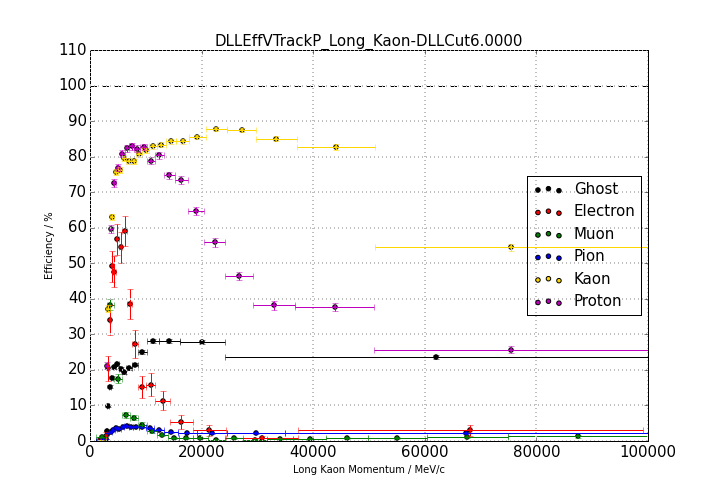 DLLEffVTrackP_Long_Kaon-DLLCut6.0000
110
100
90
80
70
60
50
40
30
20
10
0
Efficiency / %
Ghost
Electron
Muon
Pion
Kaon
Proton
0 20000 40000 60000 80000 100000
Long Kaon Momentum / MeV/c